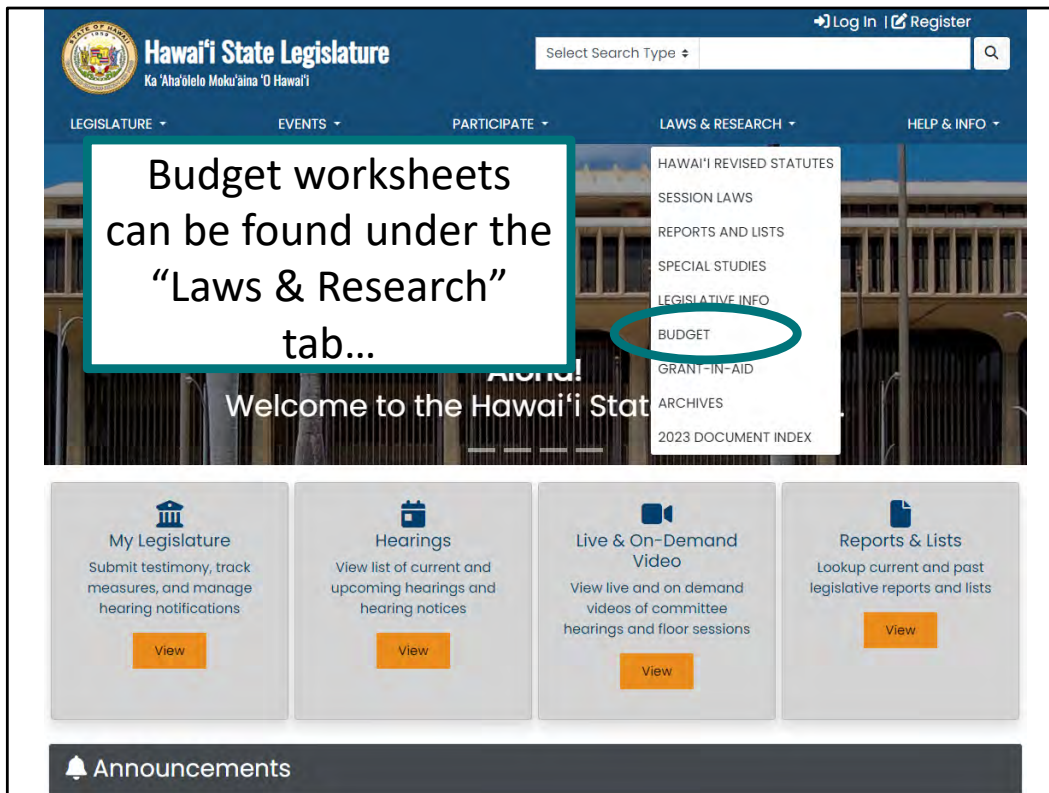 Log In | Register
Hawaiʻi State Legislature
Ka ʻAhaʻōlelo Mokuʻāina ʻO Hawaiʻi
Select Search Type
LEGISLATURE EVENTS PARTICIPATE LAWS & RESEARCH HELP & INFO
Budget worksheets
can be found under the
“Laws & Research”
tab…
HAWAIʻI REVISED STATUTES
SESSION LAWS
REPORTS AND LISTS
SPECIAL STUDIES
LEGISLATIVE INFO
BUDGET
GRANT-IN-AID
ARCHIVES
2023 DOCUMENT INDEX
Aloha!
Welcome to the Hawaiʻi Stat
My Legislature
Submit testimony, track
measures, and manage
hearing notifications
View
Hearings
View list of current and
upcoming hearings and
hearing notices
View
Live & On-Demand
Video
View live and on demand
videos of committee
hearings and floor sessions
View
Reports & Lists
Lookup current and past
legislative reports and lists
View
Announcements